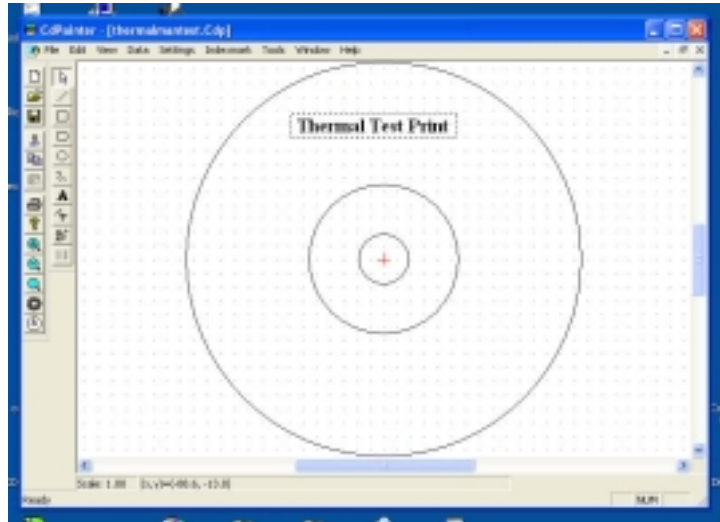 CdPainter - [thermalmantest.Cdp]
File Edit View Data Settings Indexmark Tools Window Help
Thermal Test Print
Scale: 1.00
Ready
NUM